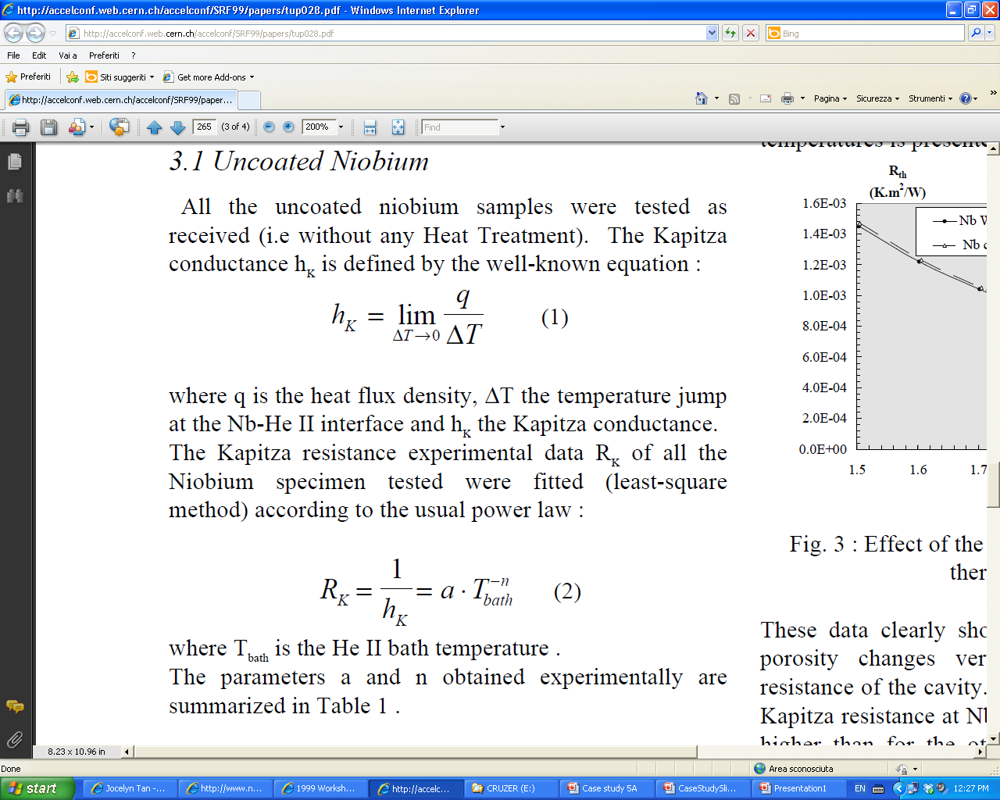 http://accelconf.web.cern.ch/accelconf/SRF99/papers/tup028.pdf - Windows Internet Explorer
http://accelconf.web.cern.ch/accelconf/SRF99/papers/tup028.pdf
Bing
File Edit Vai a Preferiti ?
Preferiti Siti suggeriti Get more Add-ons
http://accelconf.web.cern.ch/accelconf/SRF99/paper... Pagina Sicurezza Strumenti »
265 (3 of 4) 200% Find
3.1 Uncoated Niobium
All the uncoated niobium samples were tested as
received (i.e without any Heat Treatment). The Kapitza
conductance h_K is defined by the well-known equation :
h_K = lim_{ΔT→0} q/ΔT (1)
where q is the heat flux density, ΔT the temperature jump
at the Nb-He II interface and h_K the Kapitza conductance.
The Kapitza resistance experimental data R_K of all the
Niobium specimen tested were fitted (least-square
method) according to the usual power law :
R_K = 1/h_K = a · T_bath^{-n} (2)
where T_bath is the He II bath temperature .
The parameters a and n obtained experimentally are
summarized in Table 1 .
temperatures is presente
R_th
(K.m²/W)
1.6E-03
1.4E-03
1.2E-03
1.0E-03
8.0E-04
6.0E-04
4.0E-04
2.0E-04
0.0E+00
1.5 1.6 1.7
Nb
Nb
Fig. 3 : Effect of the
ther
These data clearly sho
porosity changes ver
resistance of the cavity.
Kapitza resistance at N
higher than for the ot
8.23 x 10.96 in
Done
Area sconosciuta
start
Jocelyn Tan -...
http://www.n...
1999 Worksh...
http://accelc...
CRUZER (E:)
Case study 5A
CaseStudySli...
Presentation1
EN
12:27 PM